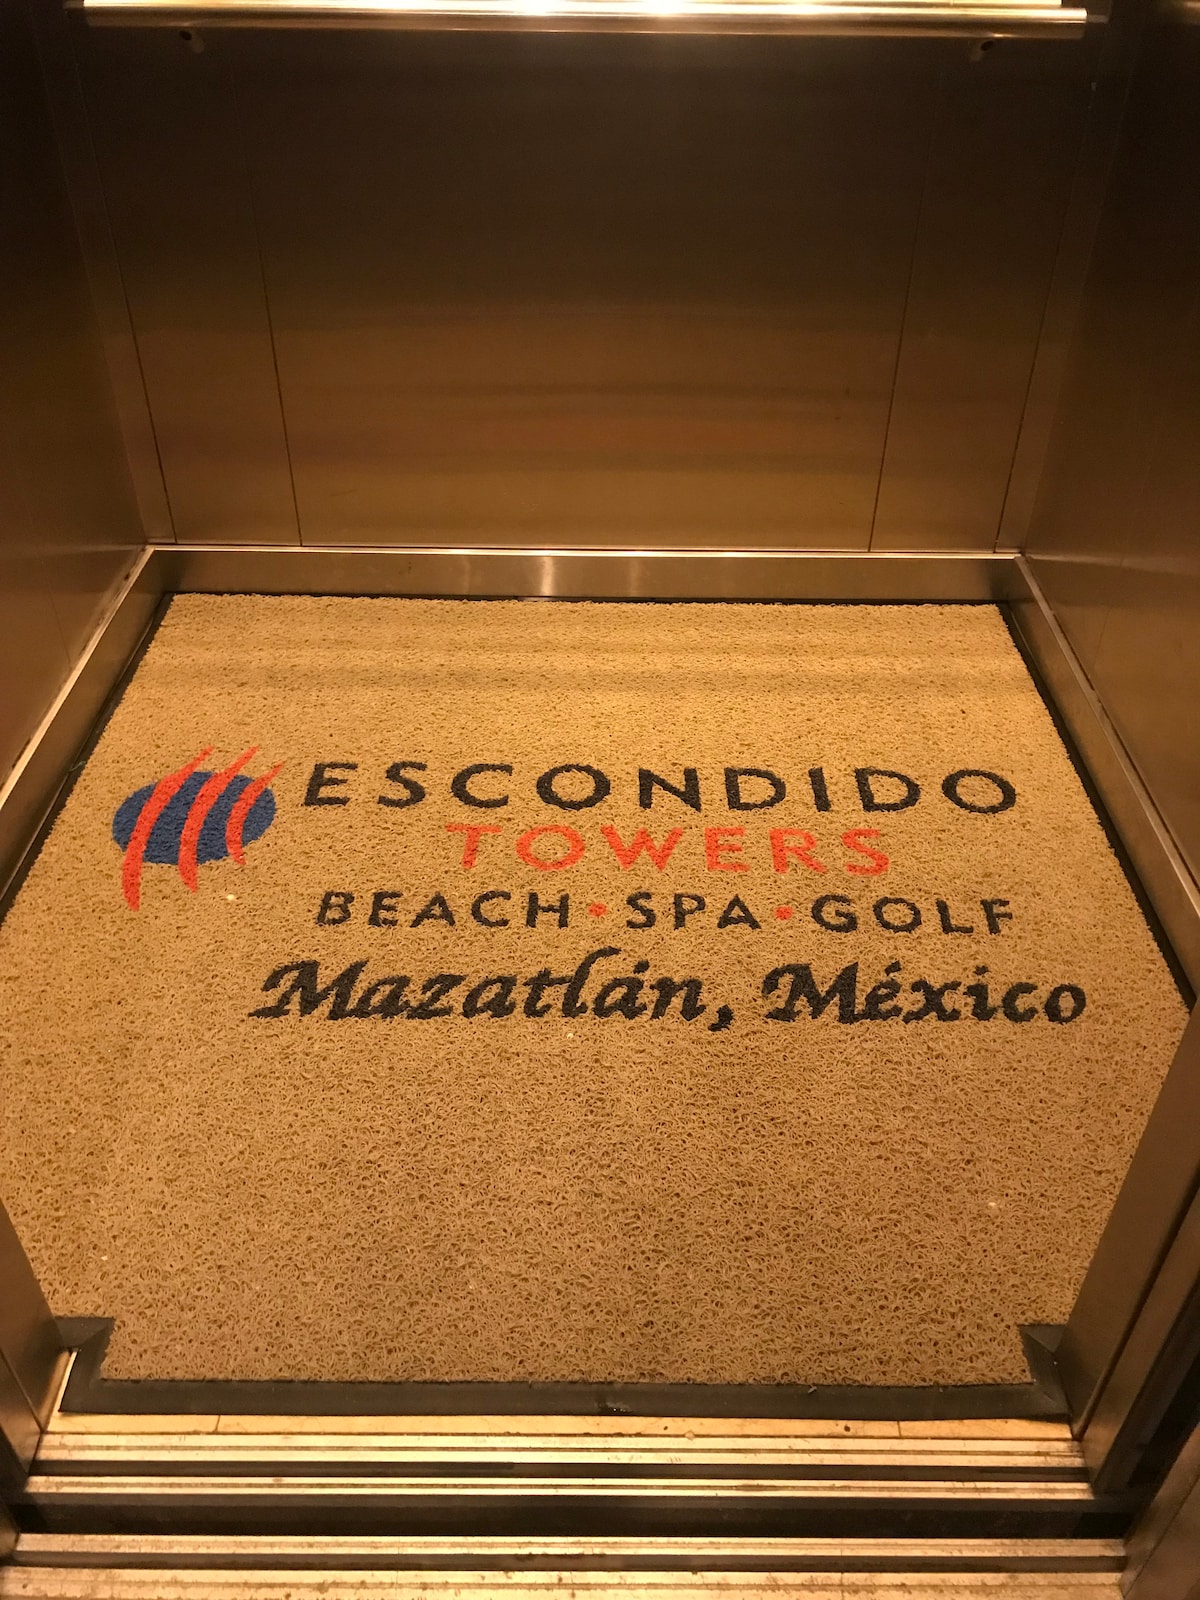 ESCONDIDO
TOWERS
BEACH • SPA • GOLF
Mazatlán, México